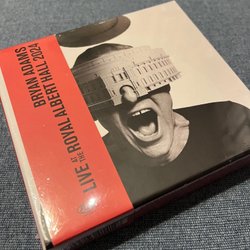 BRYAN ADAMS
LIVE AT THE ROYAL ALBERT HALL 2024